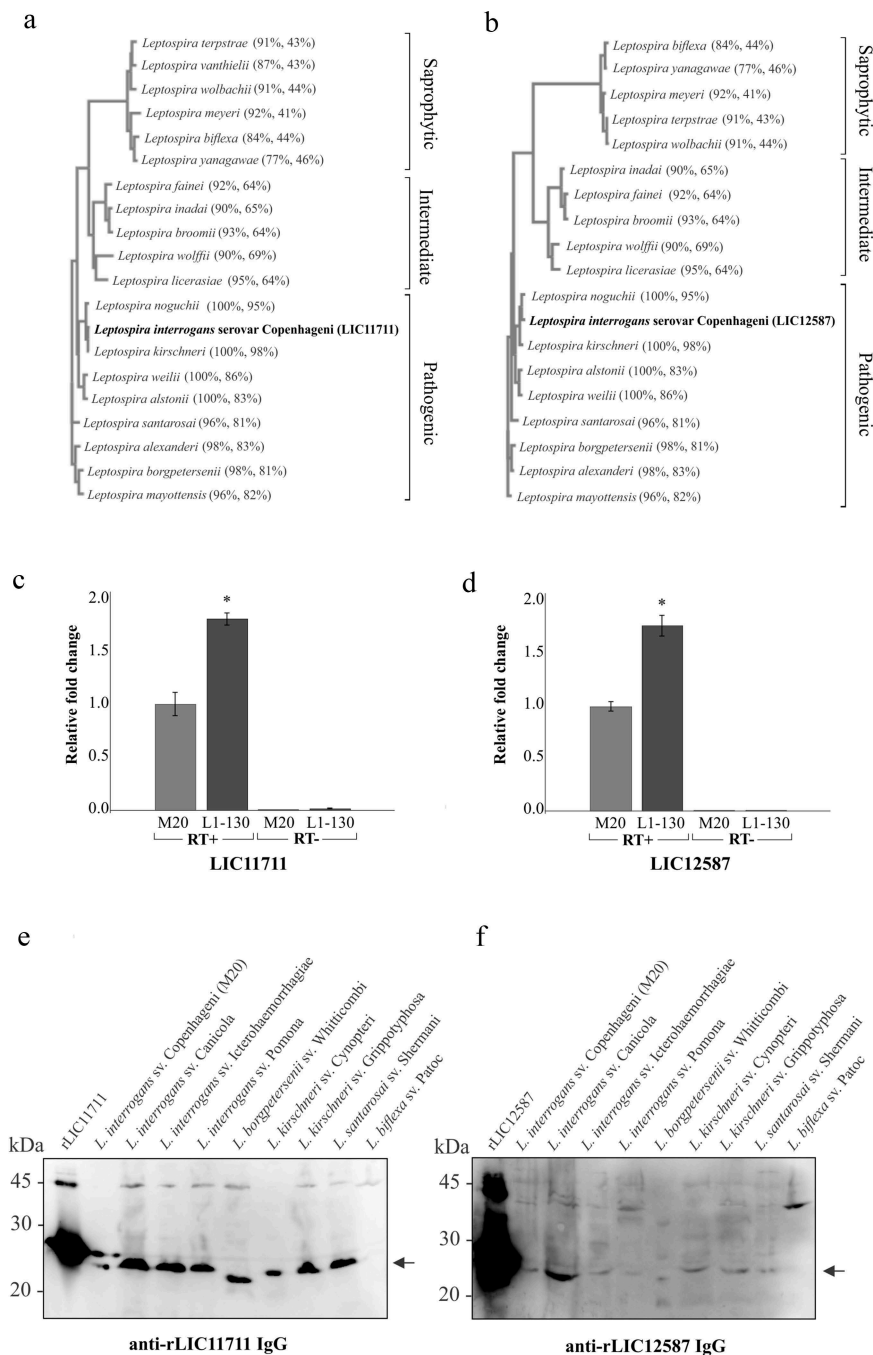 a
Leptospira terpstrae (91%, 43%)
Leptospira vanthielii (87%, 43%)
Leptospira wolbachii (91%, 44%)
Leptospira meyeri (92%, 41%)
Leptospira biflexa (84%, 44%)
Leptospira yanagawae (77%, 46%)
Saprophytic
Leptospira fainei (92%, 64%)
Leptospira inadai (90%, 65%)
Leptospira broomii (93%, 64%)
Leptospira wolffii (90%, 69%)
Leptospira licerasiae (95%, 64%)
Intermediate
Leptospira noguchii (100%, 95%)
Leptospira interrogans serovar Copenhageni (LIC11711)
Leptospira kirschneri (100%, 98%)
Leptospira weilii (100%, 86%)
Leptospira alstonii (100%, 83%)
Leptospira santarosai (96%, 81%)
Leptospira alexanderi (98%, 83%)
Leptospira borgpetersenii (98%, 81%)
Leptospira mayottensis (96%, 82%)
Pathogenic
b
Leptospira biflexa (84%, 44%)
Leptospira yanagawae (77%, 46%)
Leptospira meyeri (92%, 41%)
Leptospira terpstrae (91%, 43%)
Leptospira wolbachii (91%, 44%)
Saprophytic
Leptospira inadai (90%, 65%)
Leptospira fainei (92%, 64%)
Leptospira broomii (93%, 64%)
Leptospira wolffii (90%, 69%)
Leptospira licerasiae (95%, 64%)
Intermediate
Leptospira noguchii (100%, 95%)
Leptospira interrogans serovar Copenhageni (LIC12587)
Leptospira kirschneri (100%, 98%)
Leptospira alstonii (100%, 83%)
Leptospira weilii (100%, 86%)
Leptospira santarosai (96%, 81%)
Leptospira borgpetersenii (98%, 81%)
Leptospira alexanderi (98%, 83%)
Leptospira mayottensis (96%, 82%)
Pathogenic
c
Relative fold change
2.0
1.0
0.5
0.0
*
M20 L1-130 M20 L1-130
RT+ RT-
LIC11711
d
Relative fold change
2.0
1.0
0.5
0.0
*
M20 L1-130 M20 L1-130
RT+ RT-
LIC12587
e
rLIC11711
L. interrogans sv. Copenhageni (M20)
L. interrogans sv. Canicola
L. interrogans sv. Icterohaemorrhagiae
L. interrogans sv. Pomona
L. borgpetersenii sv. Whitticombi
L. kirschneri sv. Cynopteri
L. kirschneri sv. Grippotyphosa
L. santarosai sv. Shermani
L. biflexa sv. Patoc
kDa
45
30
20
anti-rLIC11711 IgG
f
rLIC12587
L. interrogans sv. Copenhageni (M20)
L. interrogans sv. Canicola
L. interrogans sv. Icterohaemorrhagiae
L. interrogans sv. Pomona
L. borgpetersenii sv. Whitticombi
L. kirschneri sv. Cynopteri
L. kirschneri sv. Grippotyphosa
L. santarosai sv. Shermani
L. biflexa sv. Patoc
kDa
45
30
20
anti-rLIC12587 IgG